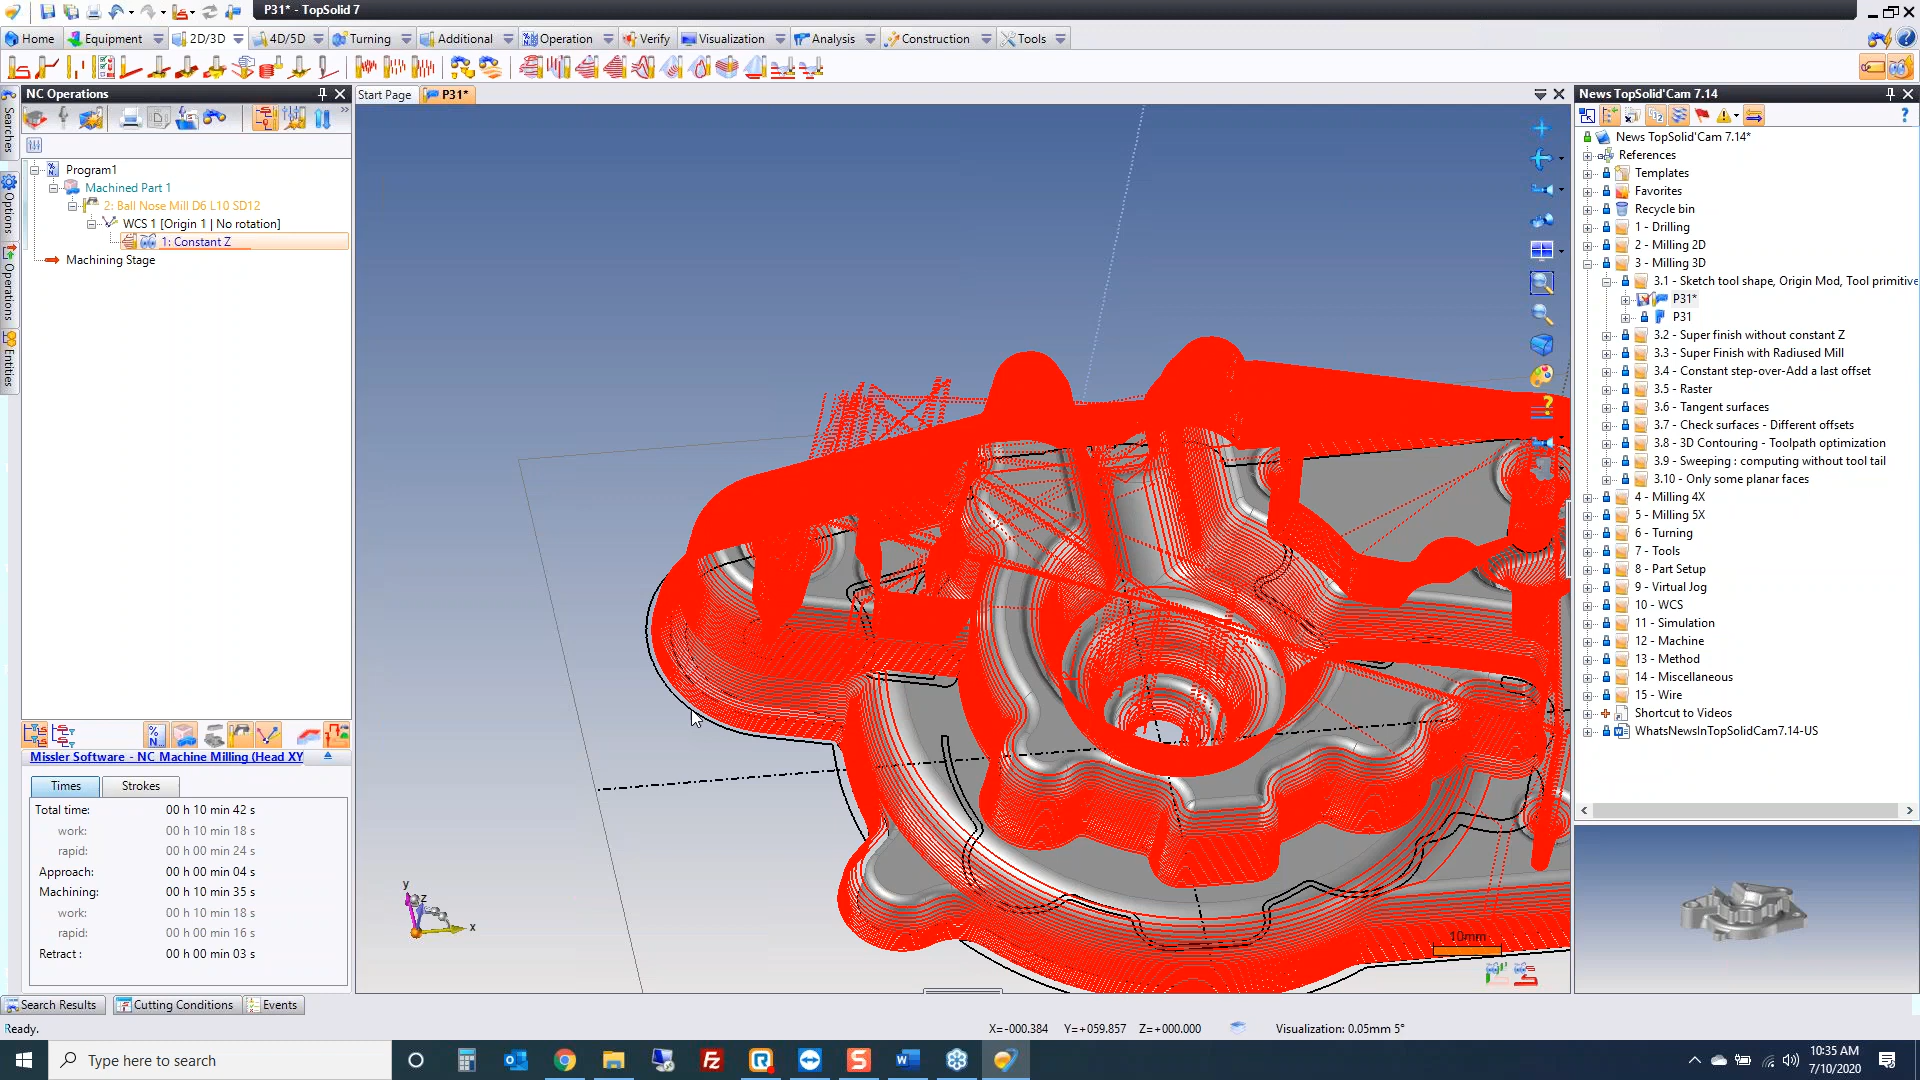 P31* - TopSolid 7
Home
Equipment
2D/3D
4D/5D
Turning
Additional
Operation
Verify
Visualization
Analysis
Construction
Tools
NC Operations
Start Page
P31*
News TopSolid'Cam 7.14
Searches
Options
Operations
Entities
Program1
Machined Part 1
2: Ball Nose Mill D6 L10 SD12
WCS 1 [Origin 1 | No rotation]
1: Constant Z
Machining Stage
News TopSolid'Cam 7.14*
References
Templates
Favorites
Recycle bin
1 - Drilling
2 - Milling 2D
3 - Milling 3D
3.1 - Sketch tool shape, Origin Mod, Tool primitive
P31*
P31
3.2 - Super finish without constant Z
3.3 - Super Finish with Radiused Mill
3.4 - Constant step-over-Add a last offset
3.5 - Raster
3.6 - Tangent surfaces
3.7 - Check surfaces - Different offsets
3.8 - 3D Contouring - Toolpath optimization
3.9 - Sweeping : computing without tool tail
3.10 - Only some planar faces
4 - Milling 4X
5 - Milling 5X
6 - Turning
7 - Tools
8 - Part Setup
9 - Virtual Jog
10 - WCS
11 - Simulation
12 - Machine
13 - Method
14 - Miscellaneous
15 - Wire
Shortcut to Videos
WhatsNewsInTopSolidCam7.14-US
Missler Software - NC Machine Milling (Head XY
Times
Strokes
Total time: 00 h 10 min 42 s
work: 00 h 10 min 18 s
rapid: 00 h 00 min 24 s
Approach: 00 h 00 min 04 s
Machining: 00 h 10 min 35 s
work: 00 h 10 min 18 s
rapid: 00 h 00 min 16 s
Retract : 00 h 00 min 03 s
y
z
x
10mm
Search Results
Cutting Conditions
Events
Ready.
X=-000.384 Y=+059.857 Z=+000.000
Visualization: 0.05mm 5°
Type here to search
10:35 AM
7/10/2020